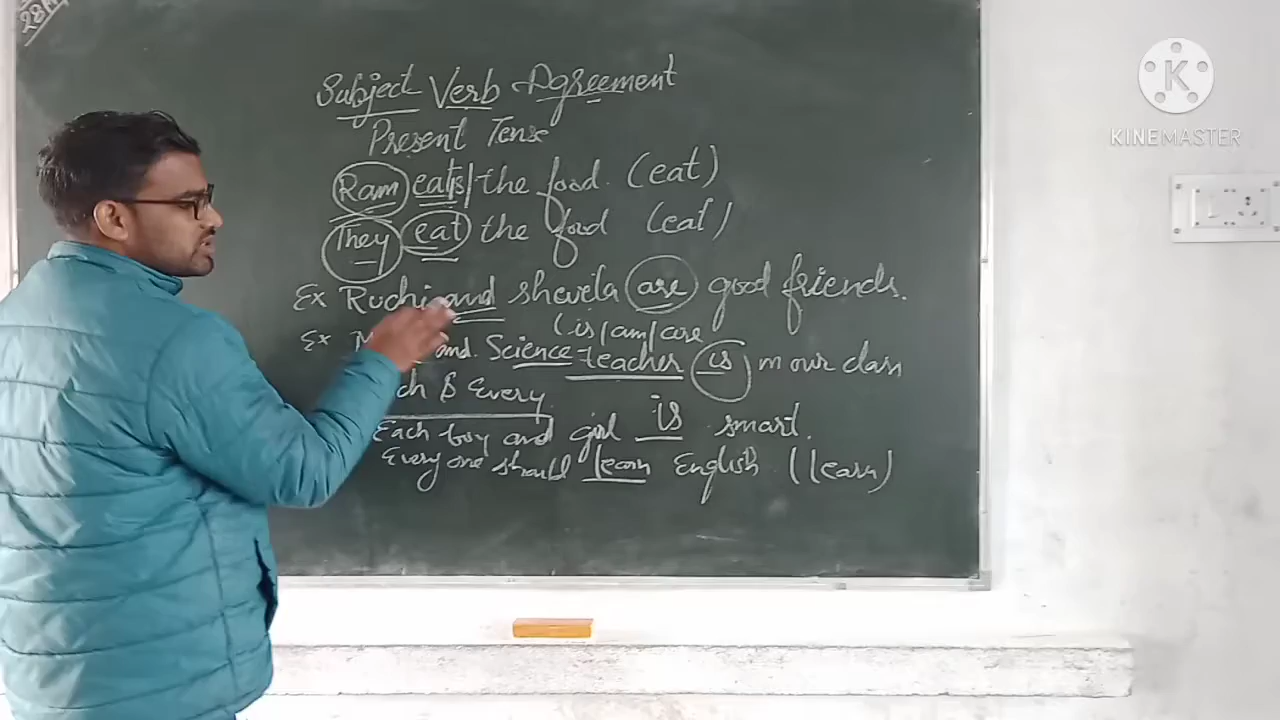 28
Subject Verb Agreement
Present Tense
Ram eats/ the food. (eat)
They eat the food (eat)
Ex Ruchi and are good friends.
(is/am/are
Ex and. Science teacher is in our class
ch & Every
Each boy and girl is smart.
Every one should learn English (learn)
K
KINEMASTER